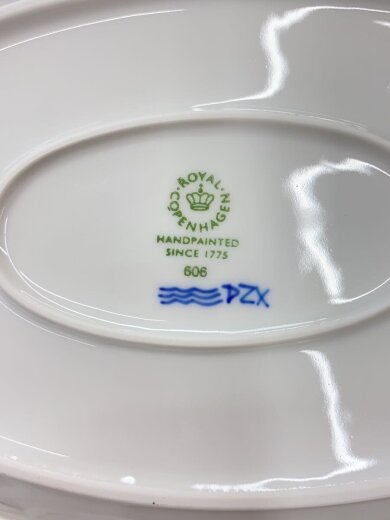 ROYAL
COPENHAGEN
HANDPAINTED
SINCE 1775
606
PZX